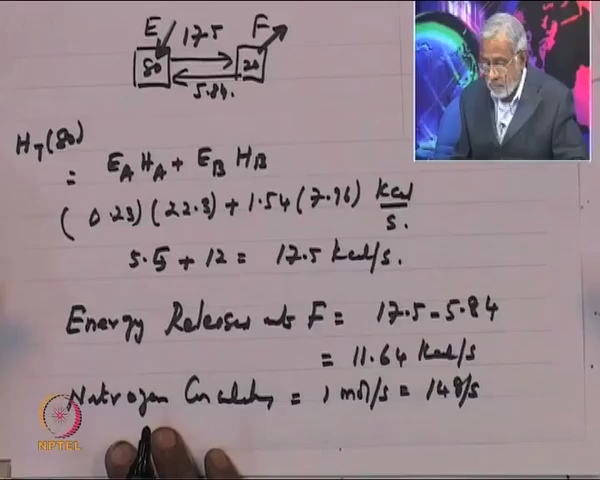 E 17.5 F
80 20
5.84.
H_T(80)
= E_A H_A + E_B H_B
(0.23)(22.3) + 1.54(7.76) kcal/s.
5.5 + 12 = 17.5 kcal/s.
Energy Released at F = 17.5 - 5.84
= 11.64 kcal/s
Nitrogen = 1 mol/s = 14g/s
NPTEL